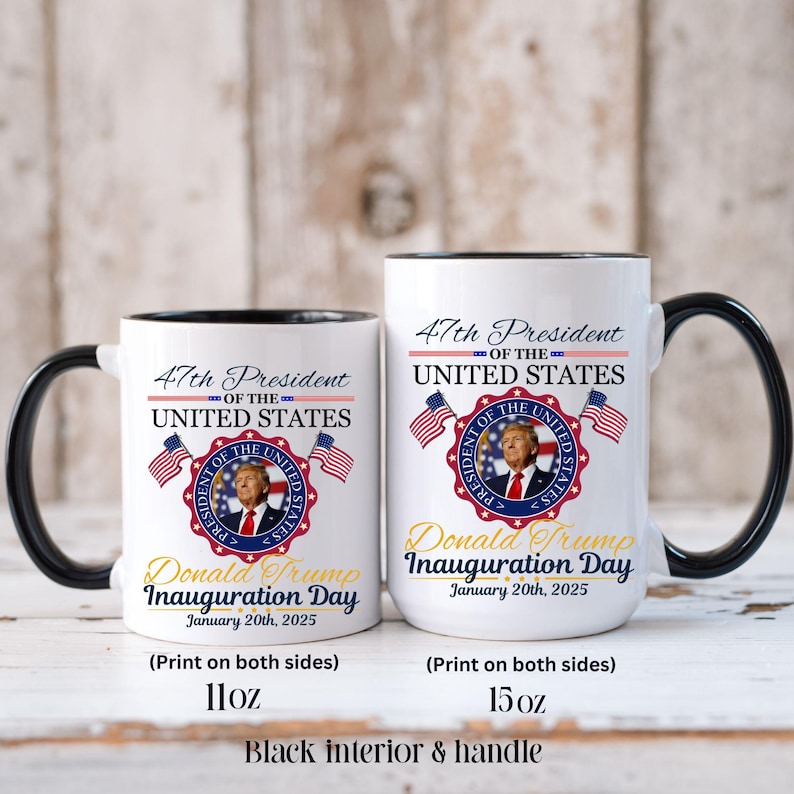 47th President
OF THE
UNITED STATES
PRESIDENT OF THE UNITED STATES
Donald Trump
Inauguration Day
January 20th, 2025
47th President
OF THE
UNITED STATES
PRESIDENT OF THE UNITED STATES
Donald Trump
Inauguration Day
January 20th, 2025
(Print on both sides)
11oz
(Print on both sides)
15oz
Black interior & handle